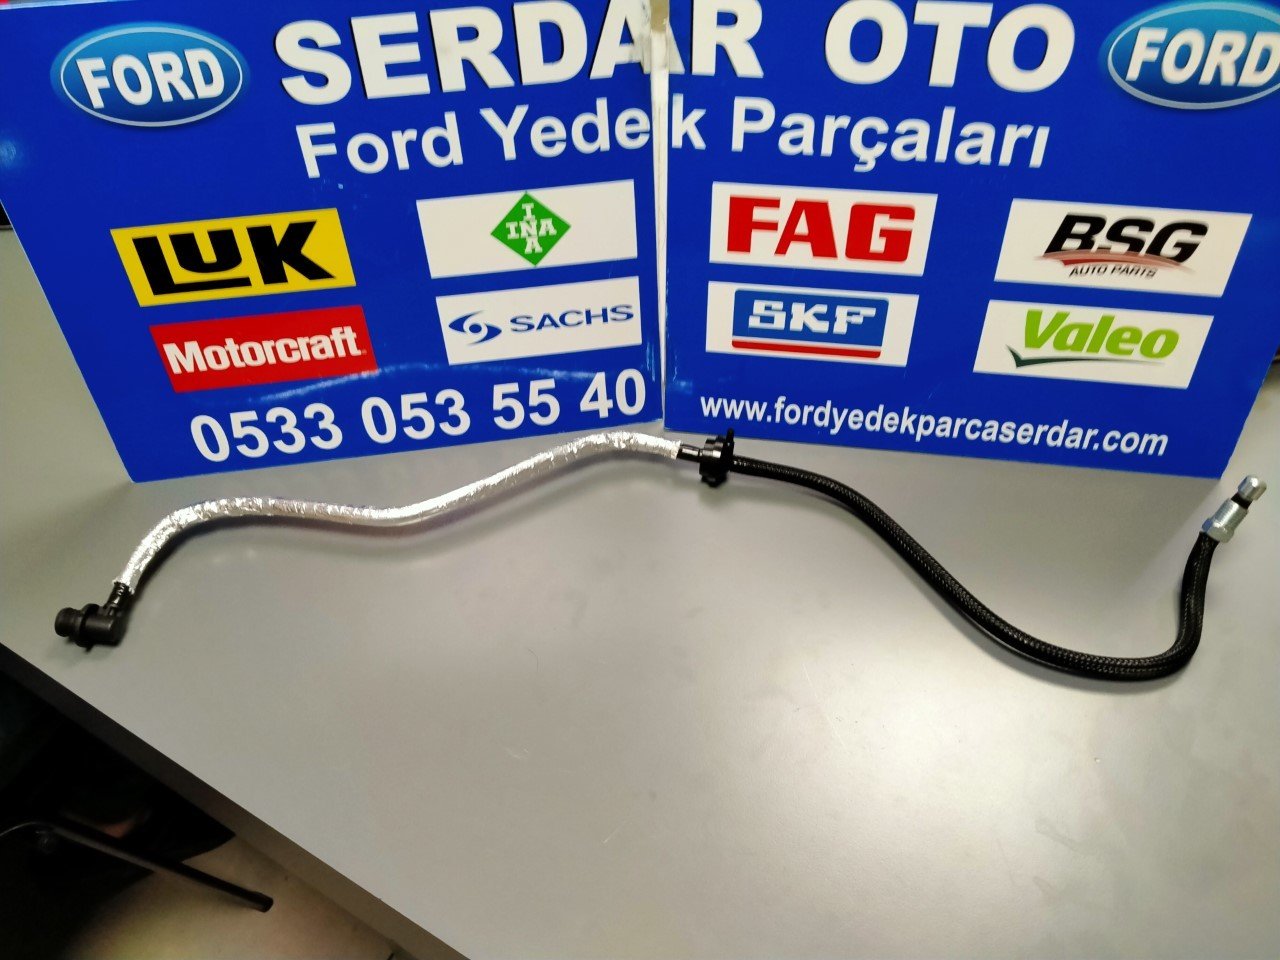 FORD SERDAR OTO FORD
Ford Yedek Parçaları
LUK INA INA FAG BSG
AUTO PARTS
Motorcraft SACHS SKF Valeo
0533 053 55 40
www.fordyedekparcaserdar.com